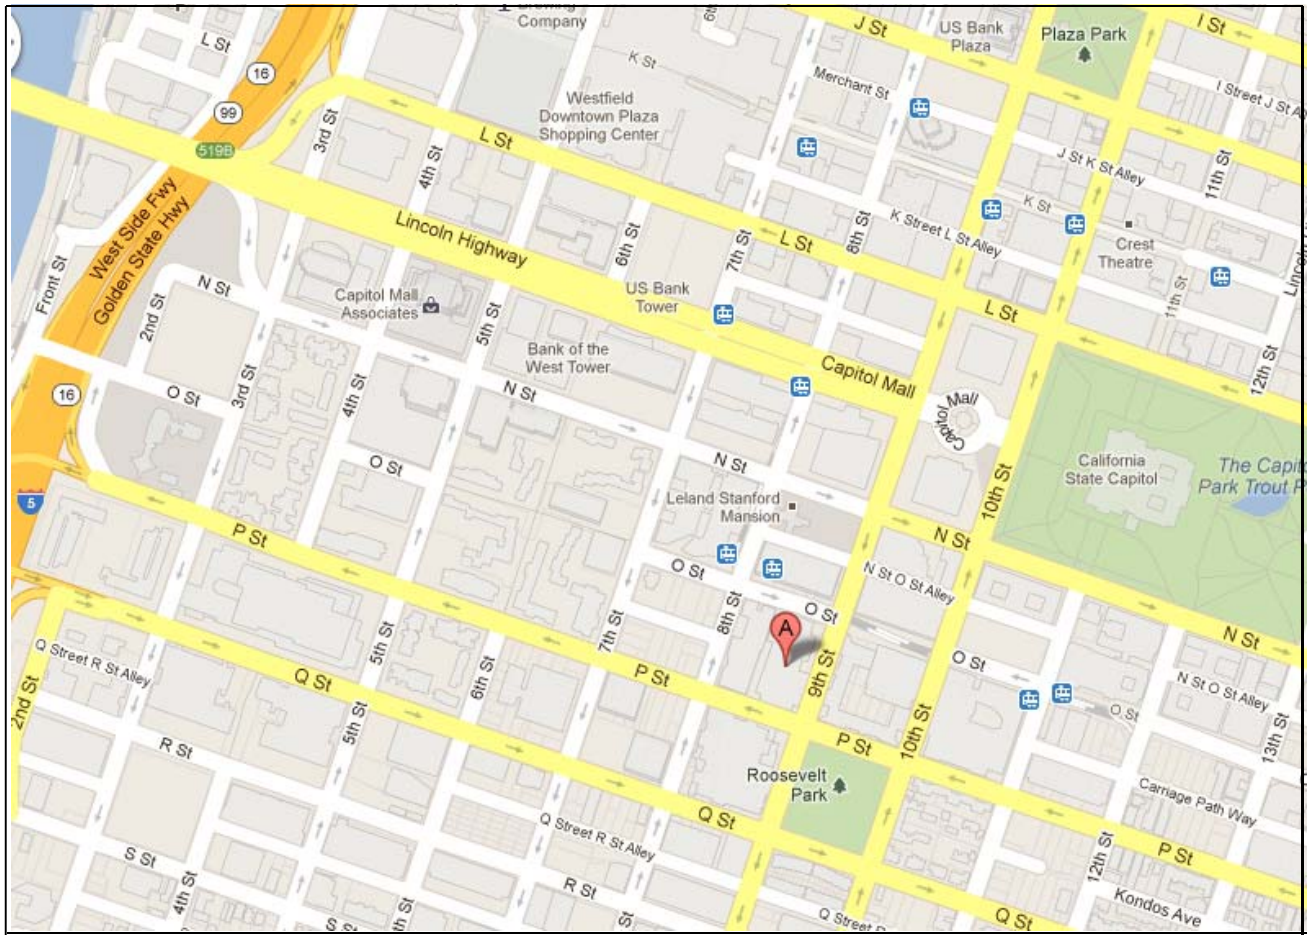 Brewing
Company
L St
16
99
519B
3rd St
4th St
L St
K St
Westfield
Downtown Plaza
Shopping Center
J St
US Bank
Plaza
Plaza Park
I St
Merchant St
I Street J St A
J St K St Alley
11th St
K St
K Street L St Alley
Crest
Theatre
11th St
Lincoln
West Side Fwy
Golden State Hwy
Front St
2nd St
N St
Lincoln Highway
6th St
7th St
L St
8th St
Capitol Mall
Associates
5th St
US Bank
Tower
Bank of the
West Tower
Capitol Mall
L St
12th St
Capitol Mall
16
O St
3rd St
4th St
N St
O St
N St
Leland Stanford
Mansion
10th St
California
State Capitol
The Capito
Park Trout P
5
P St
N St
O St
N St O St Alley
O St
8th St
7th St
A
9th St
N St
Q Street R St Alley
2nd St
Q St
5th St
6th St
P St
O St
N St O St Alley
O St
13th St
5th St
R St
P St
10th St
Roosevelt
Park
Carriage Path Way
Q St
Q Street R St Alley
P St
12th St
S St
4th St
R St
Kondos Ave
Q St